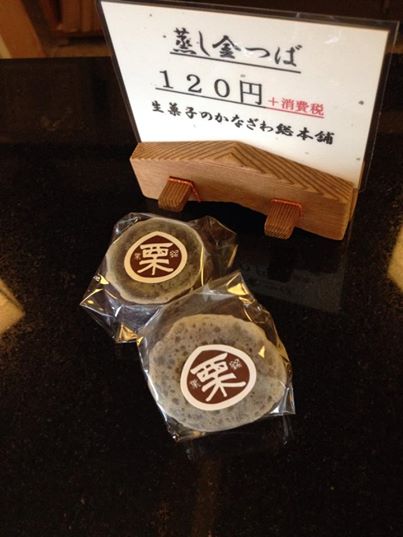 蒸し金つば
120円+消費税
生菓子のかなざわ総本舗
栗
栗